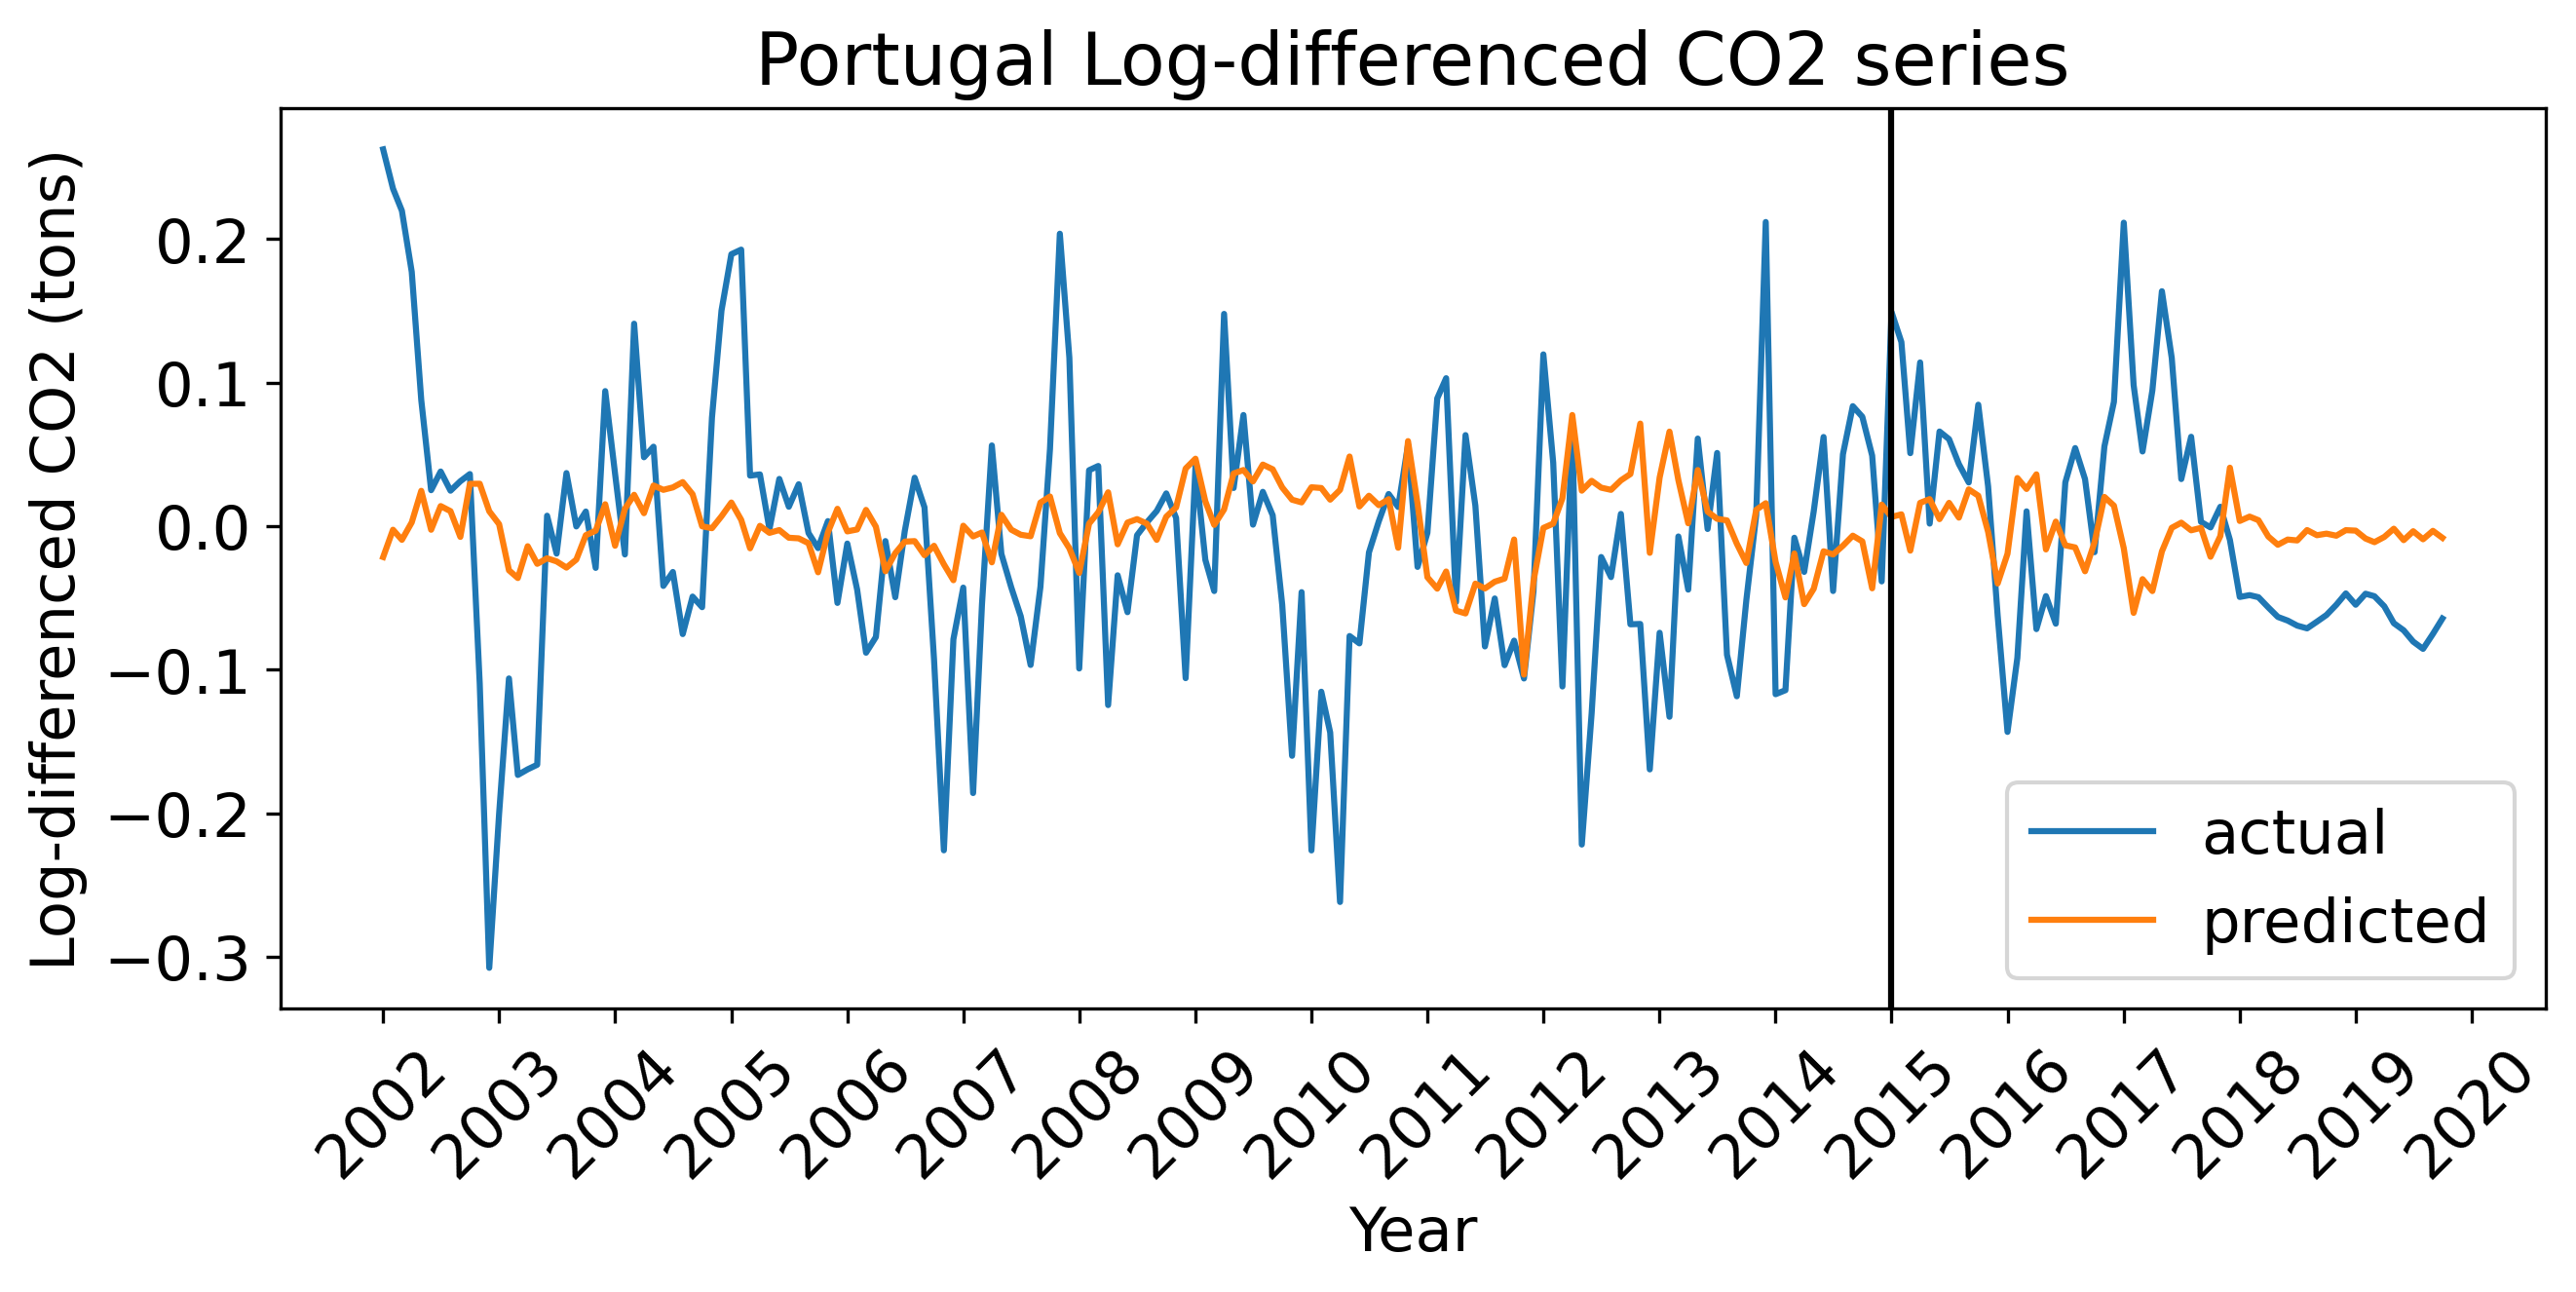 Portugal Log-differenced CO2 series
Log-differenced CO2 (tons)
0.2
0.1
0.0
−0.1
−0.2
−0.3
actual
predicted
2002 2003 2004 2005 2006 2007 2008 2009 2010 2011 2012 2013 2014 2015 2016 2017 2018 2019 2020
Year